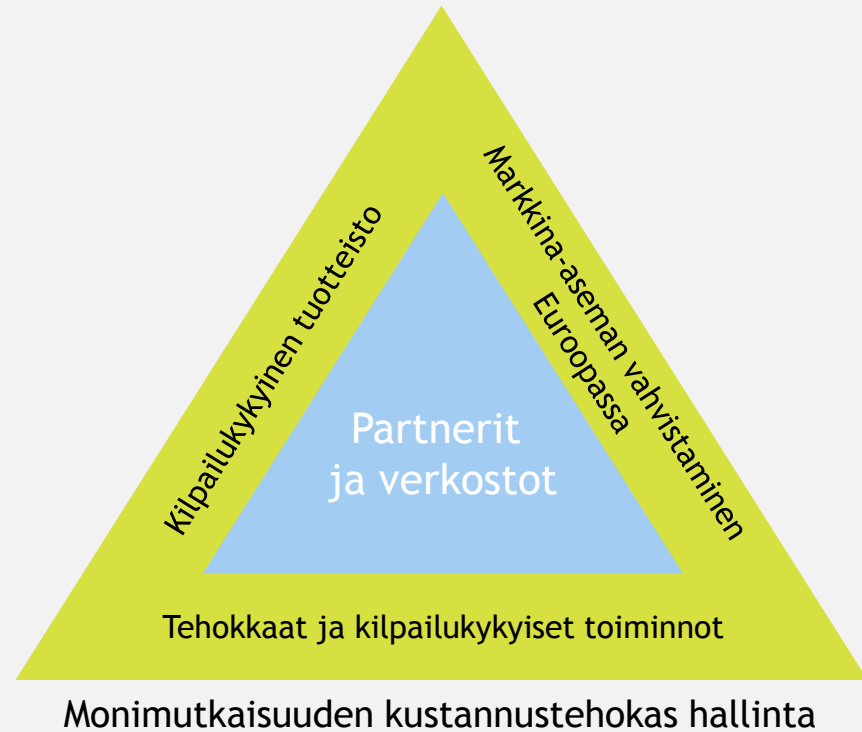 Kilpailukykyinen tuotteisto
Markkina-aseman vahvistaminen
Euroopassa
Partnerit
ja verkostot
Tehokkaat ja kilpailukykyiset toiminnot
Monimutkaisuuden kustannustehokas hallinta